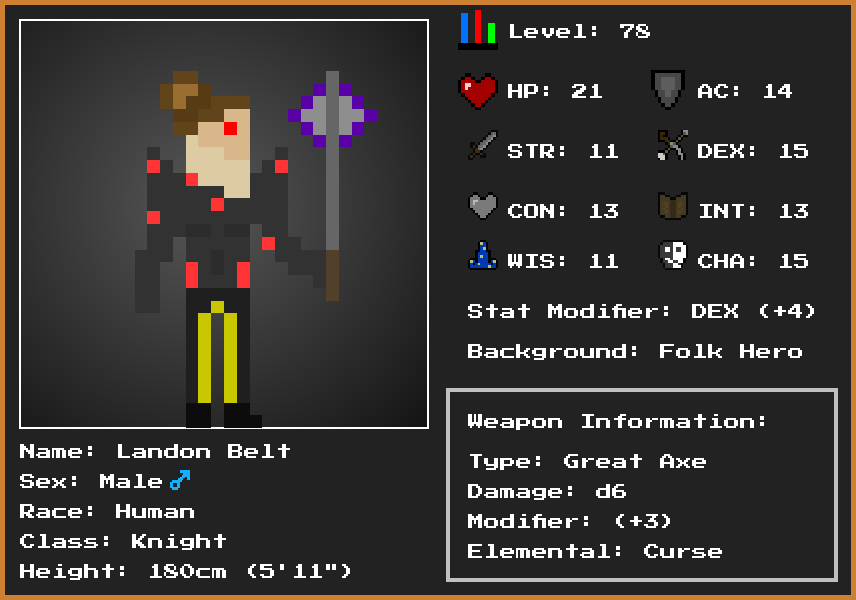 Level: 78
HP: 21
AC: 14
STR: 11
DEX: 15
CON: 13
INT: 13
WIS: 11
CHA: 15
Stat Modifier: DEX (+4)
Background: Folk Hero
Weapon Information:
Type: Great Axe
Damage: d6
Modifier: (+3)
Elemental: Curse
Name: Landon Belt
Sex: Male♂
Race: Human
Class: Knight
Height: 180cm (5'11")